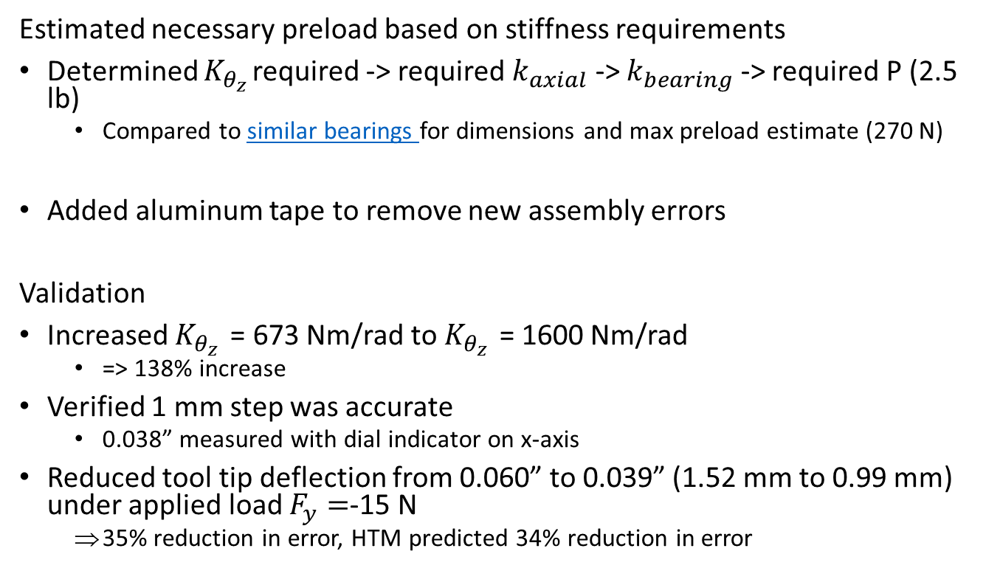 Estimated necessary preload based on stiffness requirements
• Determined $K_{\theta_z}$ required -> required $k_{axial}$ -> $k_{bearing}$ -> required P (2.5
lb)
• Compared to similar bearings for dimensions and max preload estimate (270 N)
• Added aluminum tape to remove new assembly errors
Validation
• Increased $K_{\theta_z}$ = 673 Nm/rad to $K_{\theta_z}$ = 1600 Nm/rad
• => 138% increase
• Verified 1 mm step was accurate
• 0.038” measured with dial indicator on x-axis
• Reduced tool tip deflection from 0.060” to 0.039” (1.52 mm to 0.99 mm)
under applied load $F_y$ =-15 N
⇒35% reduction in error, HTM predicted 34% reduction in error